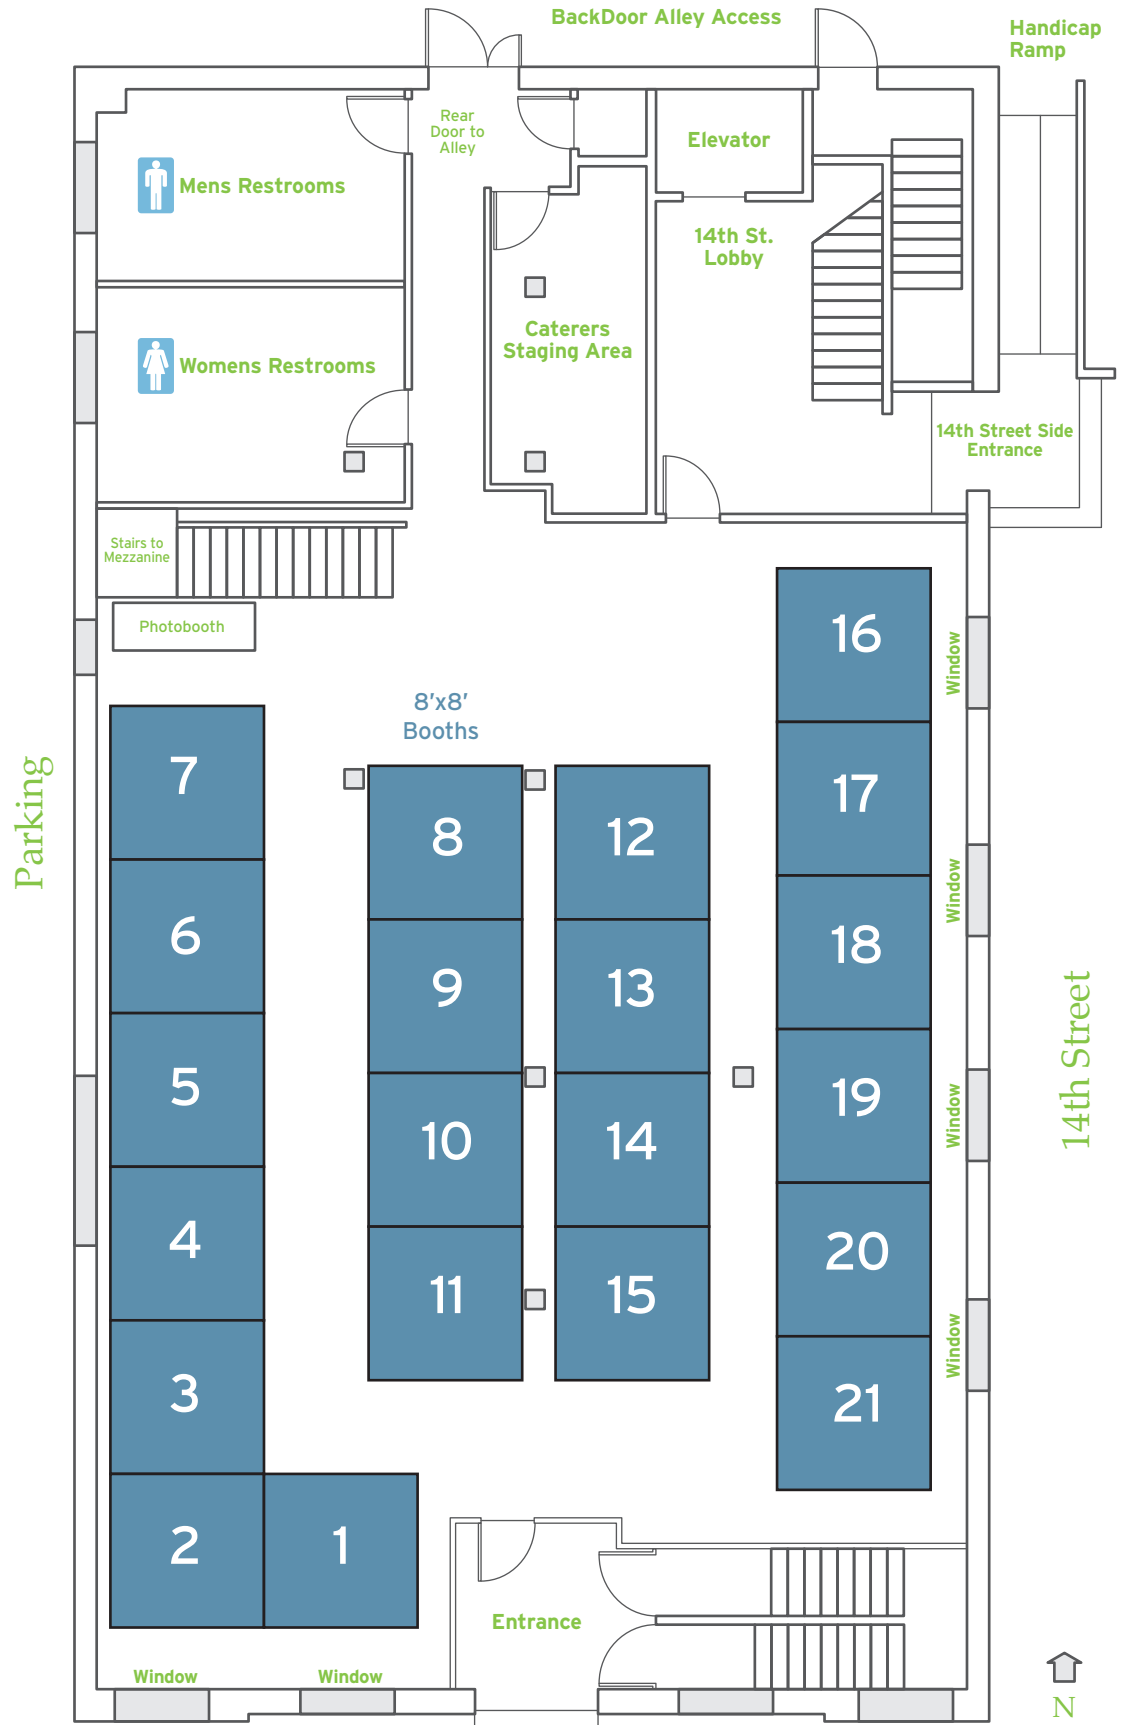 BackDoor Alley Access
Handicap
Ramp
Rear
Door to
Alley
Elevator
Mens Restrooms
14th St.
Lobby
Caterers
Staging Area
Womens Restrooms
14th Street Side
Entrance
Stairs to
Mezzanine
Photobooth
16
Window
8'x8'
Booths
7
17
Parking
8
12
Window
6
18
9
13
14th Street
5
19
Window
10
14
4
20
11
15
Window
3
21
2
1
Entrance
Window
Window
N